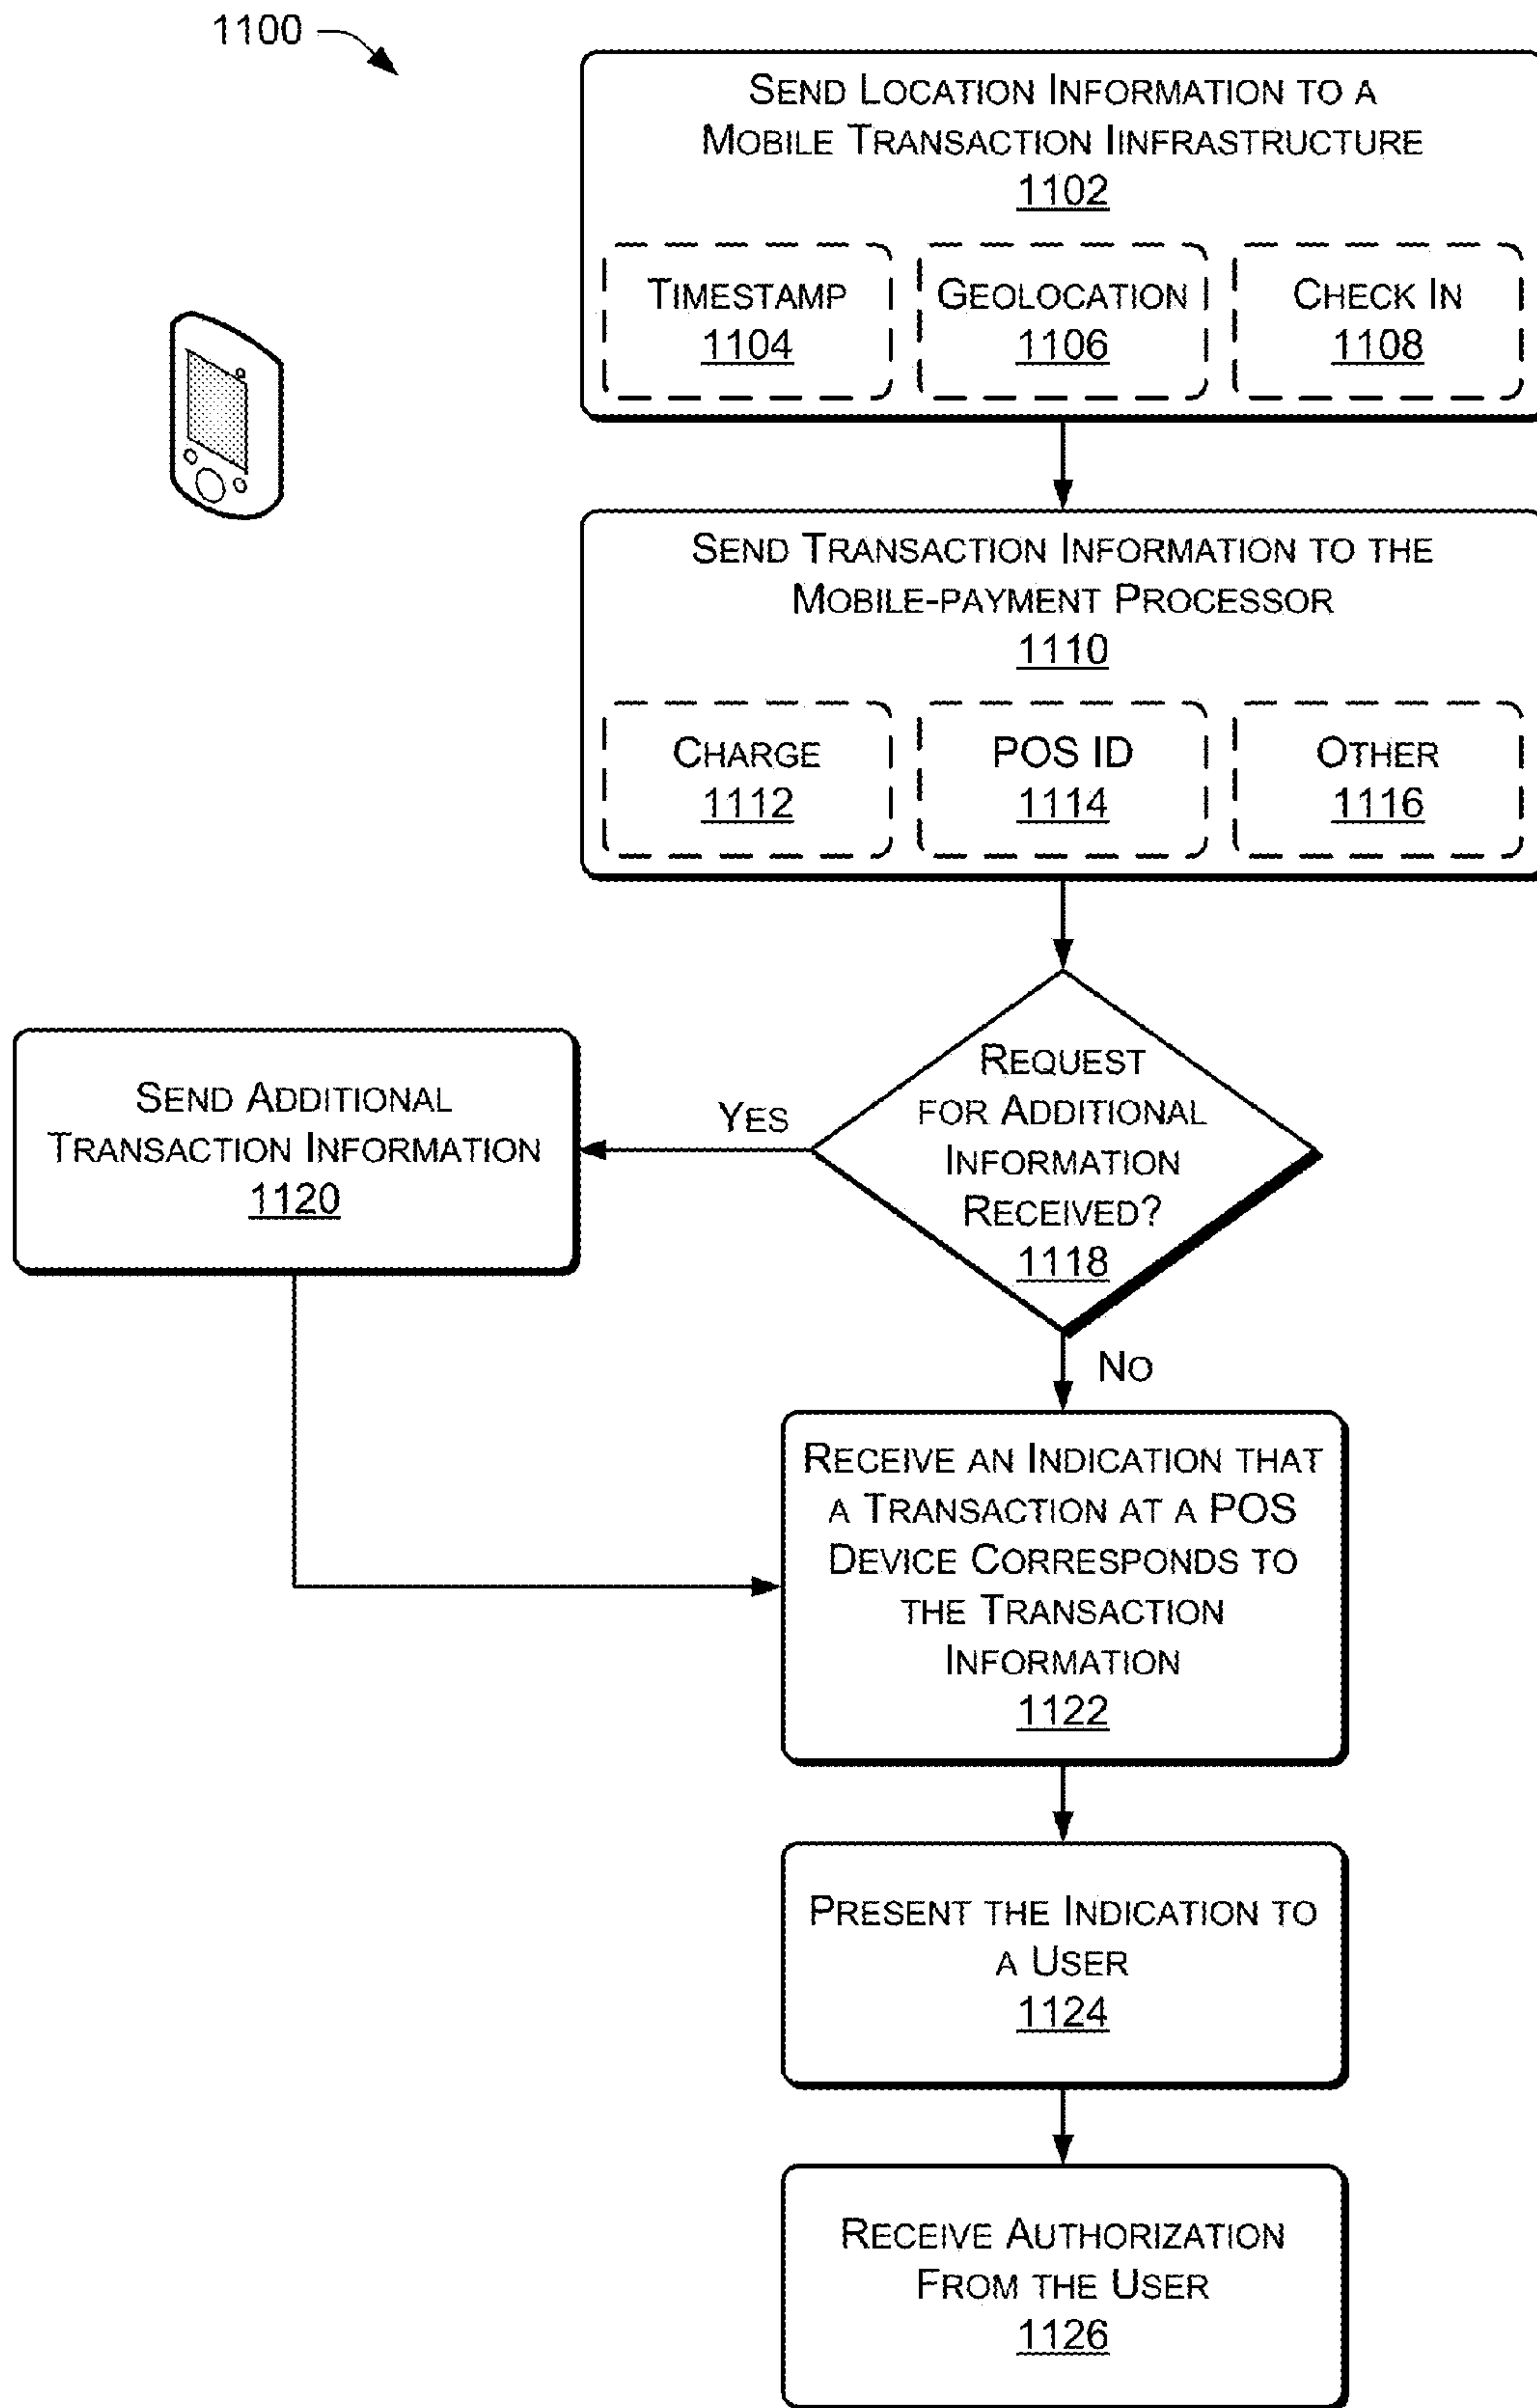 1100
SEND LOCATION INFORMATION TO A
MOBILE TRANSACTION IINFRASTRUCTURE
1102
TIMESTAMP
1104
GEOLOCATION
1106
CHECK IN
1108
SEND TRANSACTION INFORMATION TO THE
MOBILE-PAYMENT PROCESSOR
1110
CHARGE
1112
POS ID
1114
OTHER
1116
REQUEST
FOR ADDITIONAL
INFORMATION
RECEIVED?
1118
YES
SEND ADDITIONAL
TRANSACTION INFORMATION
1120
NO
RECEIVE AN INDICATION THAT
A TRANSACTION AT A POS
DEVICE CORRESPONDS TO
THE TRANSACTION
INFORMATION
1122
PRESENT THE INDICATION TO
A USER
1124
RECEIVE AUTHORIZATION
FROM THE USER
1126